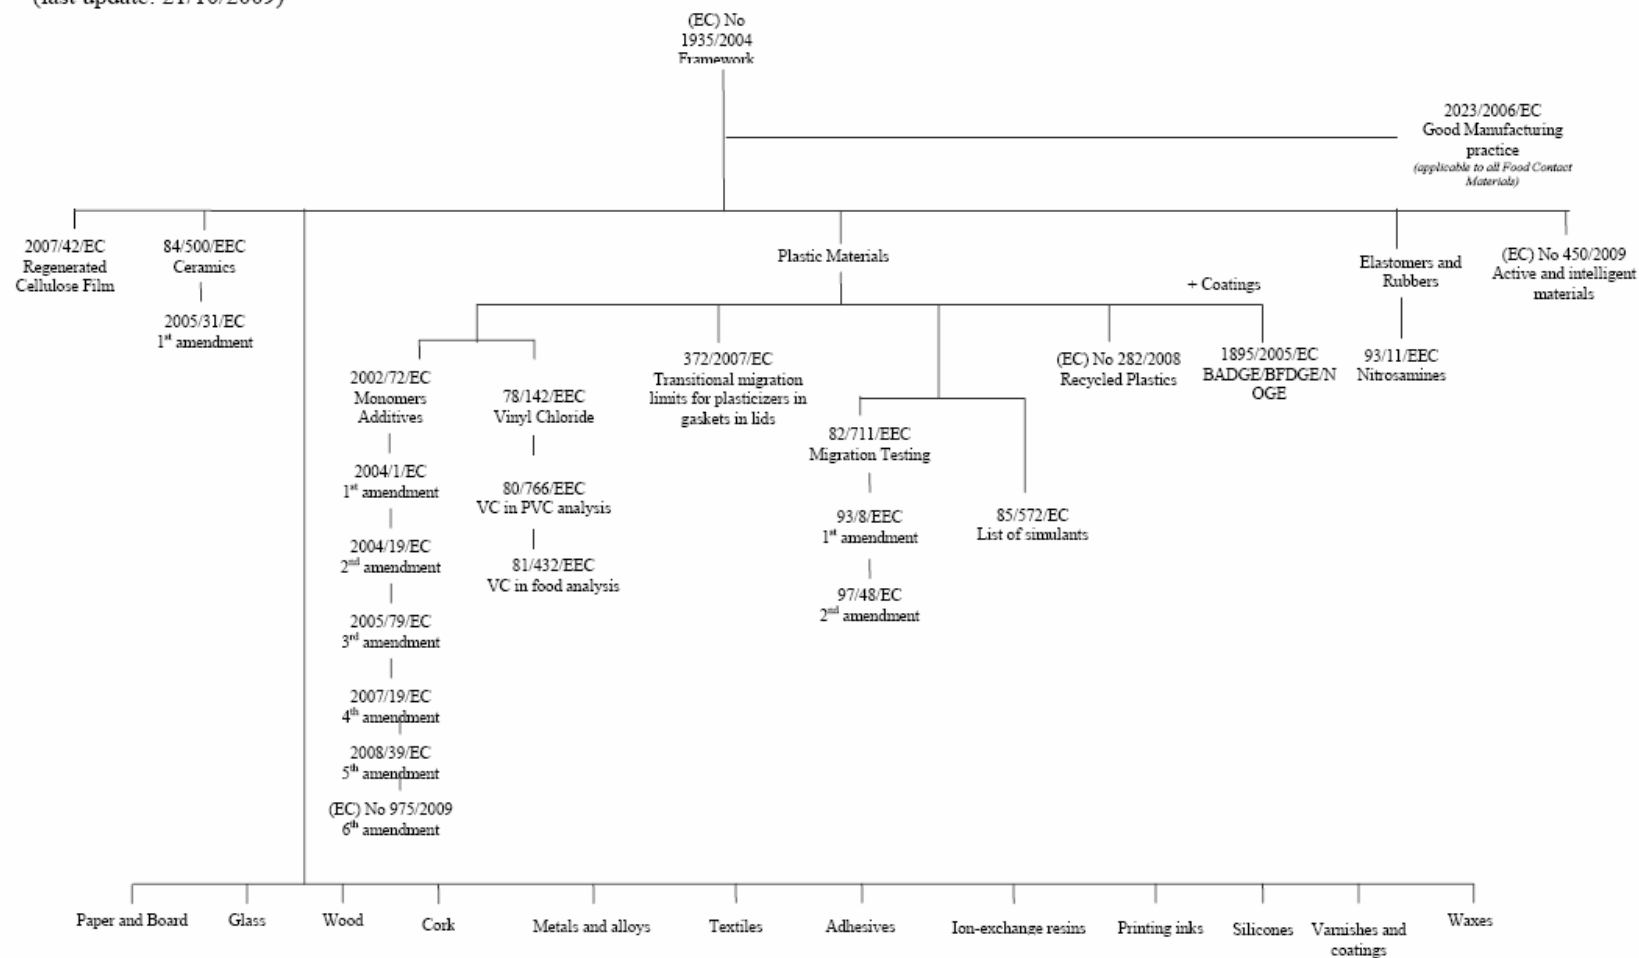 (last update: 21/10/2009)
(EC) No
1935/2004
Framework
2023/2006/EC
Good Manufacturing
practice
(applicable to all Food Contact
Materials)
2007/42/EC
Regenerated
Cellulose Film
84/500/EEC
Ceramics
2005/31/EC
1st amendment
Plastic Materials
+ Coatings
Elastomers and
Rubbers
(EC) No 450/2009
Active and intelligent
materials
2002/72/EC
Monomers
Additives
2004/1/EC
1st amendment
2004/19/EC
2nd amendment
2005/79/EC
3rd amendment
2007/19/EC
4th amendment
2008/39/EC
5th amendment
(EC) No 975/2009
6th amendment
78/142/EEC
Vinyl Chloride
80/766/EEC
VC in PVC analysis
81/432/EEC
VC in food analysis
372/2007/EC
Transitional migration
limits for plasticizers in
gaskets in lids
82/711/EEC
Migration Testing
93/8/EEC
1st amendment
97/48/EC
2nd amendment
85/572/EC
List of simulants
(EC) No 282/2008
Recycled Plastics
1895/2005/EC
BADGE/BFDGE/N
OGE
93/11/EEC
Nitrosamines
Paper and Board
Glass
Wood
Cork
Metals and alloys
Textiles
Adhesives
Ion-exchange resins
Printing inks
Silicones
Varnishes and
coatings
Waxes